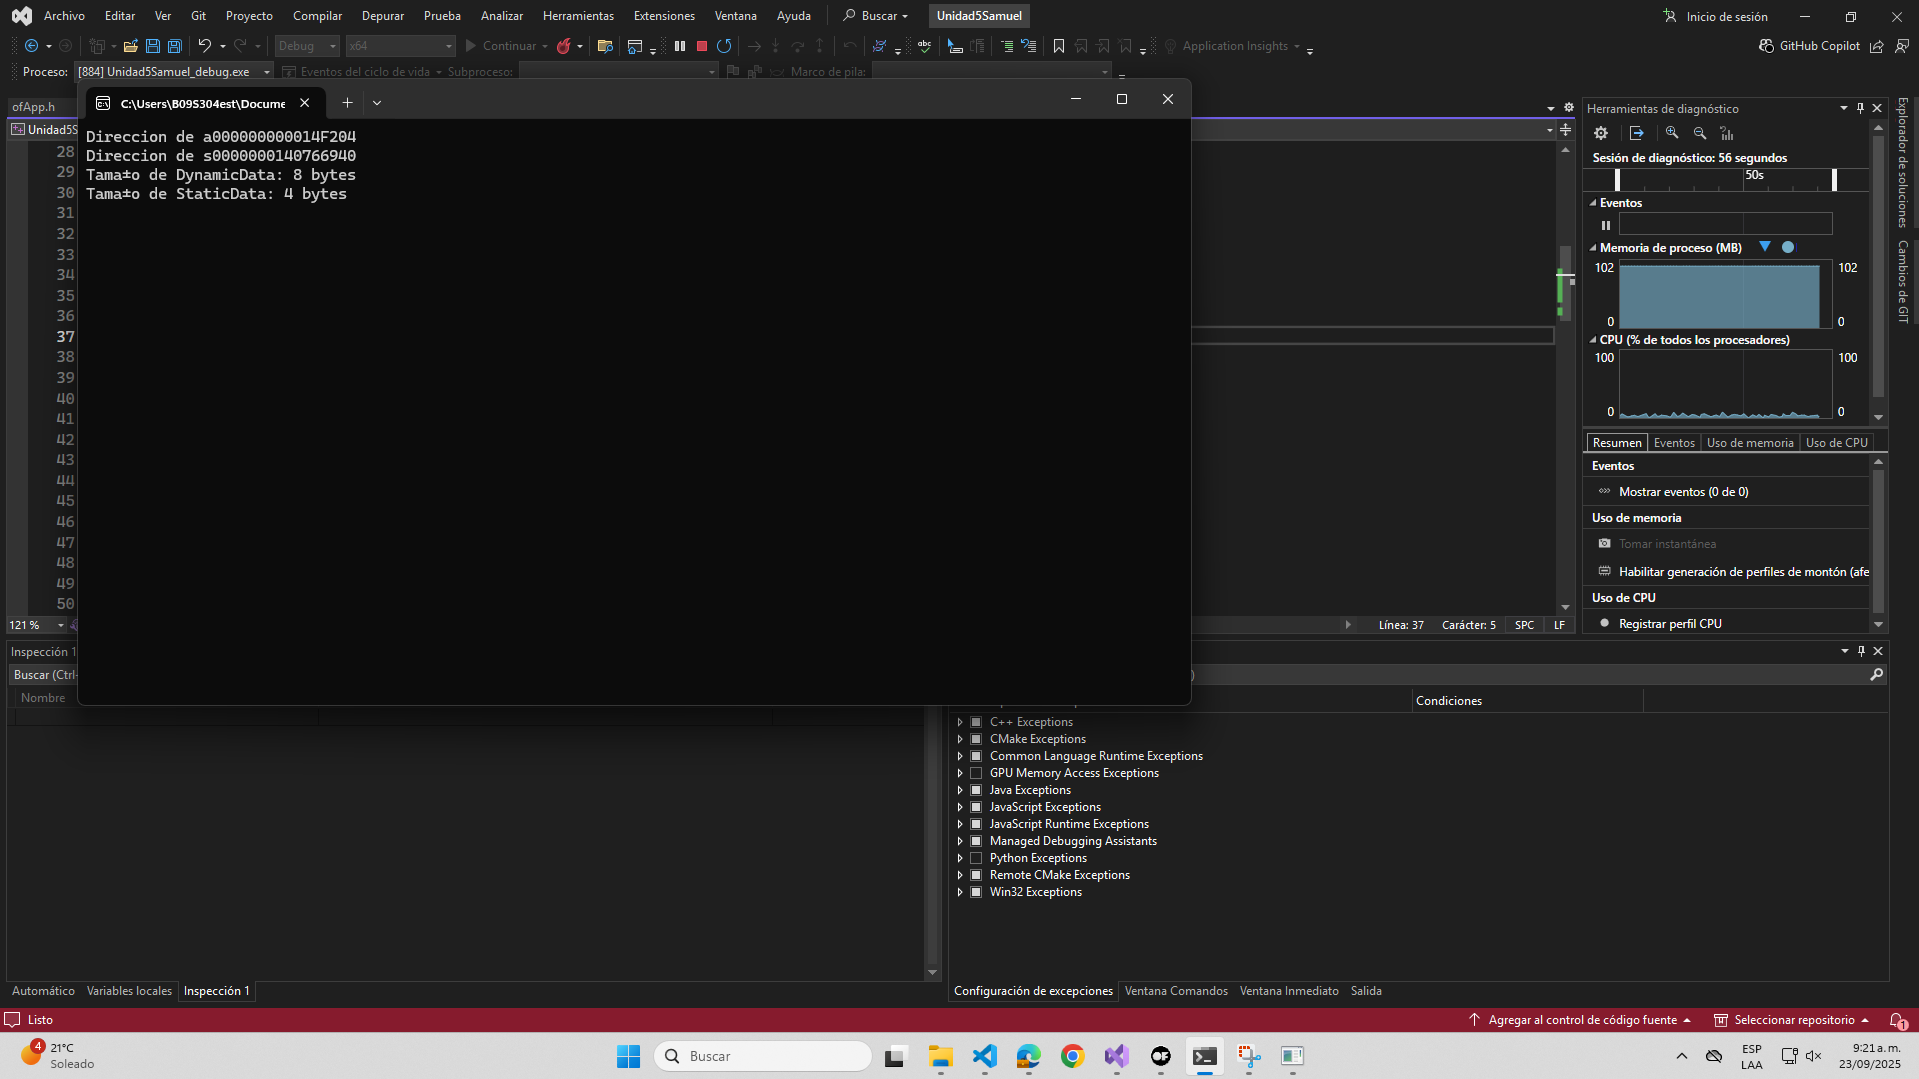 Archivo Editar Ver Git Proyecto Compilar Depurar Prueba Analizar Herramientas Extensiones Ventana Ayuda Buscar Unidad5Samuel Inicio de sesión
Debug x64 Continuar abc Application Insights GitHub Copilot
Proceso: [884] Unidad5Samuel_debug.exe Eventos del ciclo de vida Subproceso: Marco de pila:
ofApp.h
C:\Users\B09S304est\Docume
Unidad5S
Direccion de a000000000014F204
Direccion de s0000000140766940
Tama±o de DynamicData: 8 bytes
Tama±o de StaticData: 4 bytes
28
29
30
31
32
33
34
35
36
37
38
39
40
41
42
43
44
45
46
47
48
49
50
121 %
Línea: 37 Carácter: 5 SPC LF
Herramientas de diagnóstico
Sesión de diagnóstico: 56 segundos
50s
Eventos
Memoria de proceso (MB)
102 102
0 0
CPU (% de todos los procesadores)
100 100
0 0
Resumen Eventos Uso de memoria Uso de CPU
Eventos
Mostrar eventos (0 de 0)
Uso de memoria
Tomar instantánea
Habilitar generación de perfiles de montón (afe
Uso de CPU
Registrar perfil CPU
Explorador de soluciones
Cambios de GIT
Inspección 1
Buscar (Ctrl+
Nombre
Condiciones
C++ Exceptions
CMake Exceptions
Common Language Runtime Exceptions
GPU Memory Access Exceptions
Java Exceptions
JavaScript Exceptions
JavaScript Runtime Exceptions
Managed Debugging Assistants
Python Exceptions
Remote CMake Exceptions
Win32 Exceptions
Automático Variables locales Inspección 1
Configuración de excepciones Ventana Comandos Ventana Inmediato Salida
Listo
Agregar al control de código fuente Seleccionar repositorio 1
4
21°C
Soleado
Buscar
OF
ESP
LAA
9:21 a. m.
23/09/2025